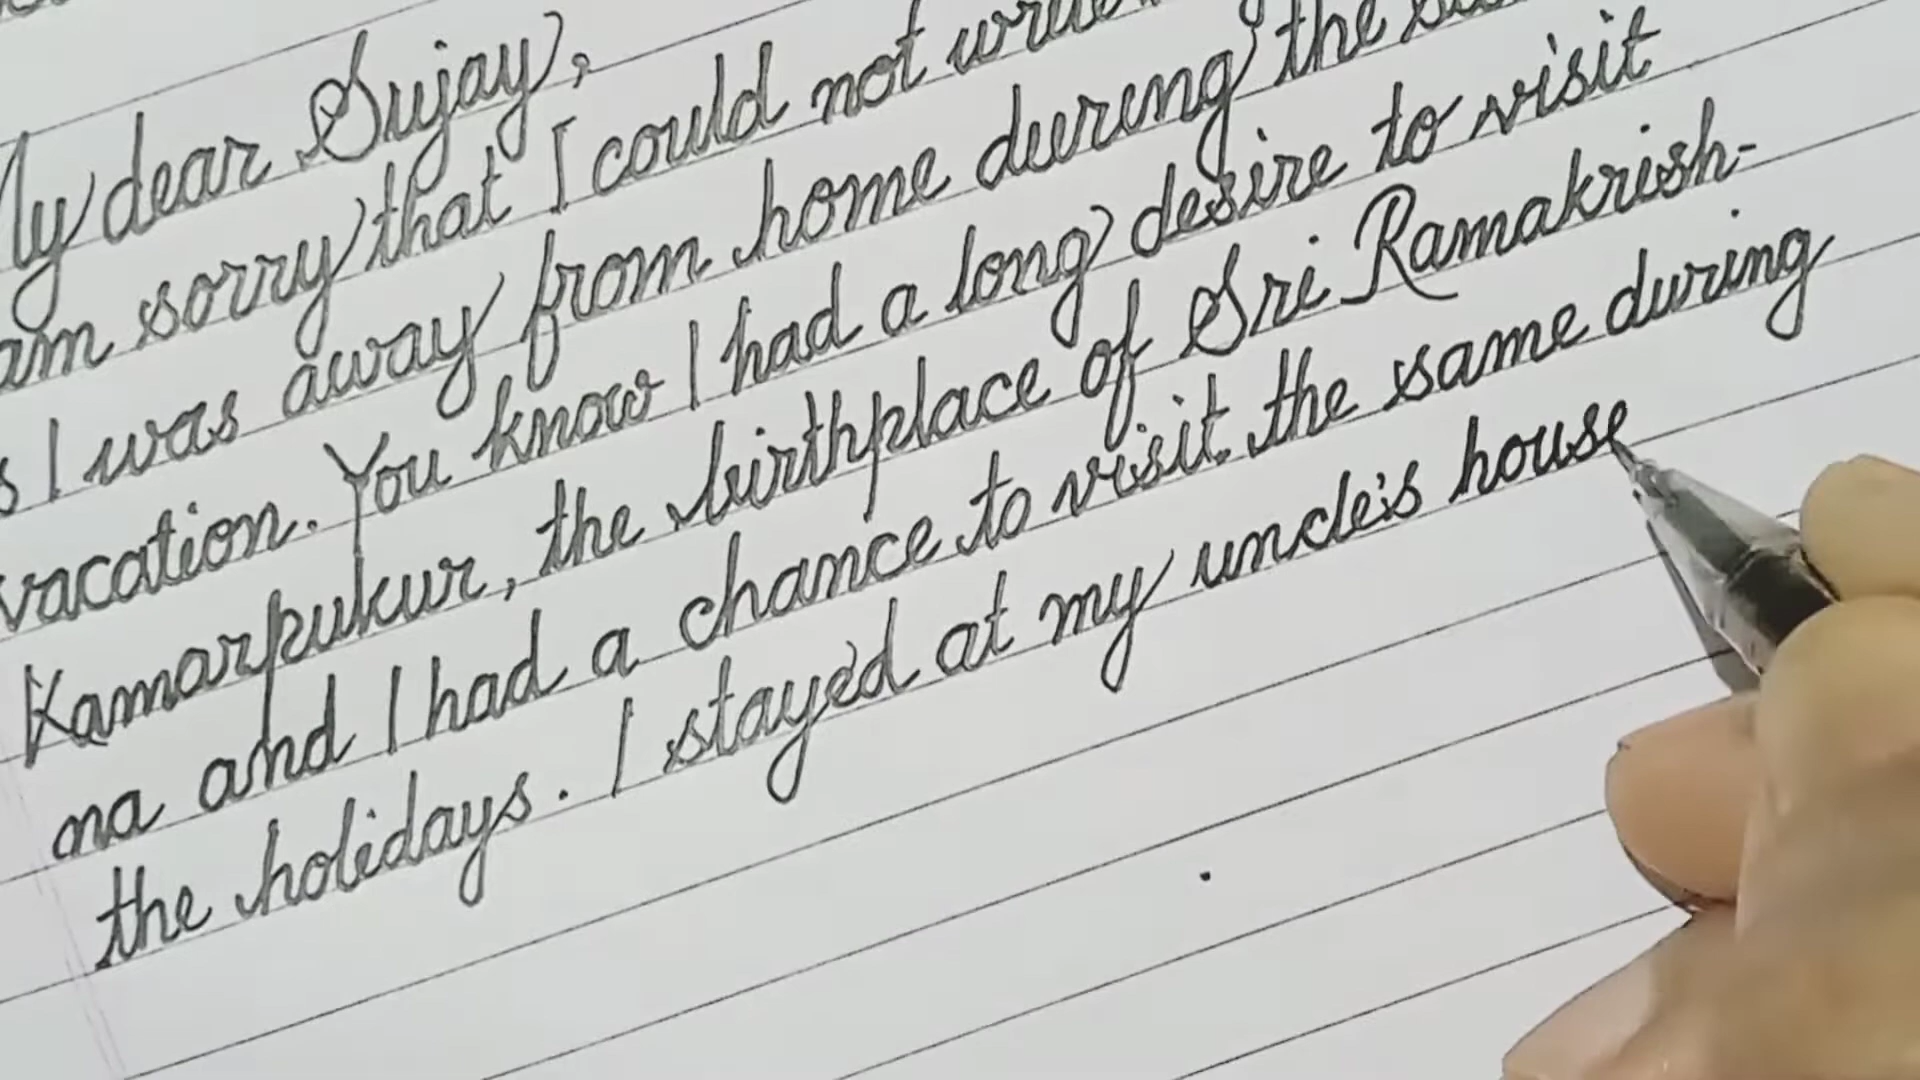 My dear Sujay,
am sorry that I could not write
I was away from home during the
vacation. You know I had a long desire to visit
Kamarpukur, the birthplace of Sri Ramakrish-
na and I had a chance to visit the same during
the holidays. I stayed at my uncle's house